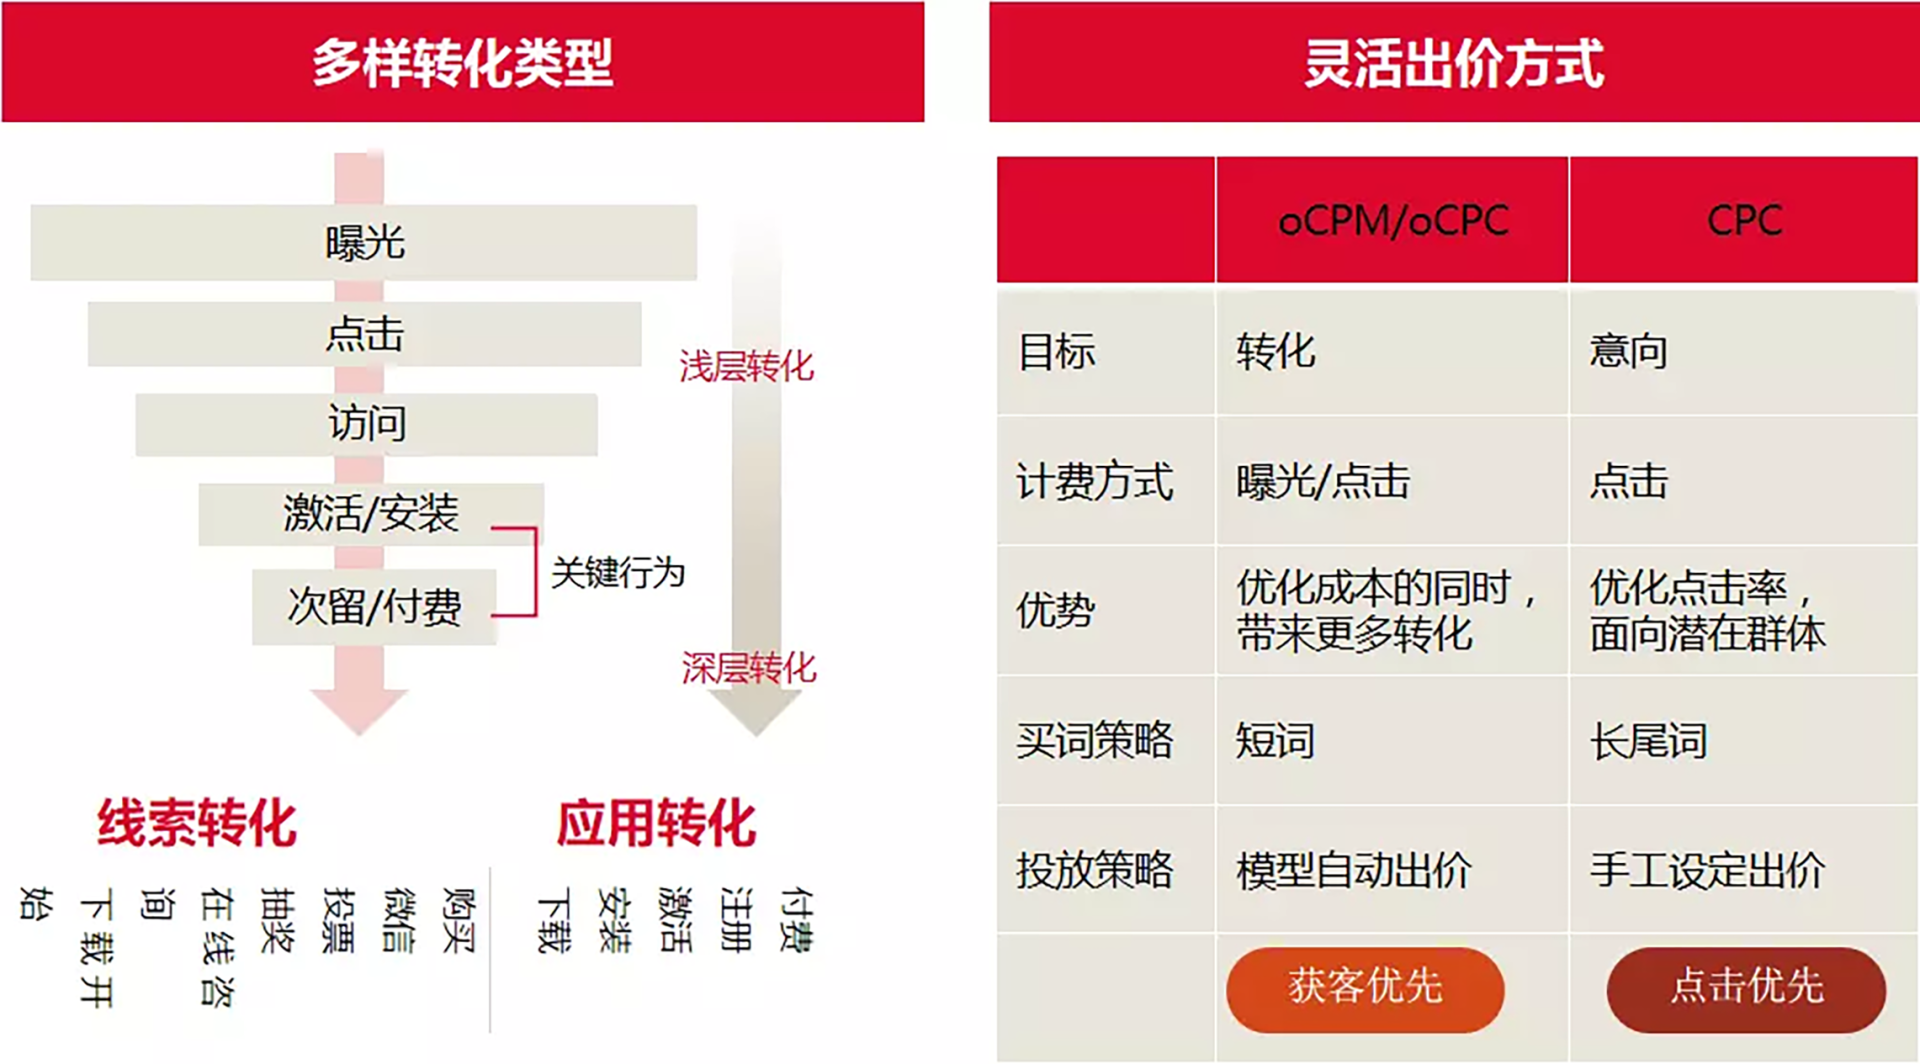 多样转化类型
曝光
点击
访问
激活/安装
次留/付费
关键行为
浅层转化
深层转化
线索转化
下载开
始
在线咨
询
抽奖
投票
微信
购买
应用转化
下载
安装
激活
注册
付费
灵活出价方式
oCPM/oCPC
CPC
目标
转化
意向
计费方式
曝光/点击
点击
优势
优化成本的同时，
带来更多转化
优化点击率，
面向潜在群体
买词策略
短词
长尾词
投放策略
模型自动出价
手工设定出价
获客优先
点击优先